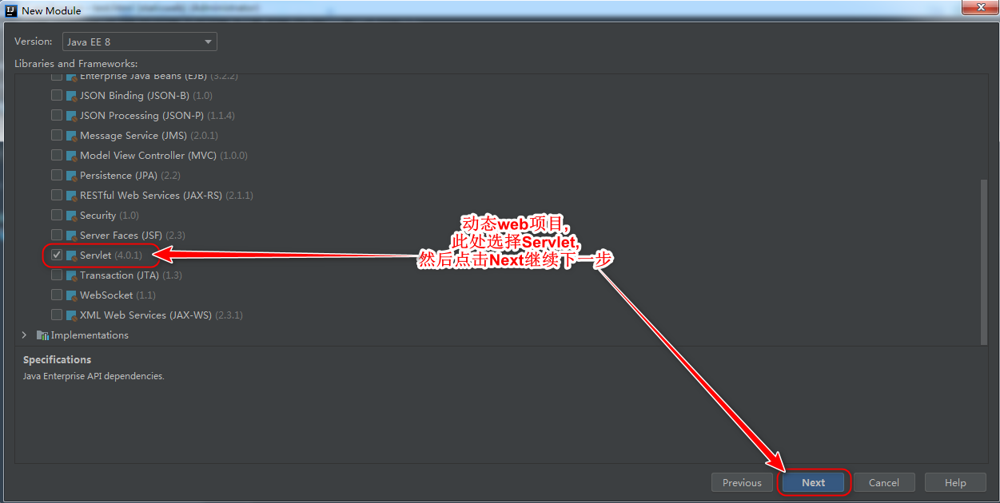 New Module
Version:
Java EE 8
Libraries and Frameworks:
Enterprise Java Beans (EJB) (3.2.2)
JSON Binding (JSON-B) (1.0)
JSON Processing (JSON-P) (1.1.4)
Message Service (JMS) (2.0.1)
Model View Controller (MVC) (1.0.0)
Persistence (JPA) (2.2)
RESTful Web Services (JAX-RS) (2.1.1)
Security (1.0)
Server Faces (JSF) (2.3)
Servlet (4.0.1)
Transaction (JTA) (1.3)
WebSocket (1.1)
XML Web Services (JAX-WS) (2.3.1)
Implementations
动态web项目,
此处选择Servlet,
然后点击Next继续下一步
Specifications
Java Enterprise API dependencies.
Previous
Next
Cancel
Help